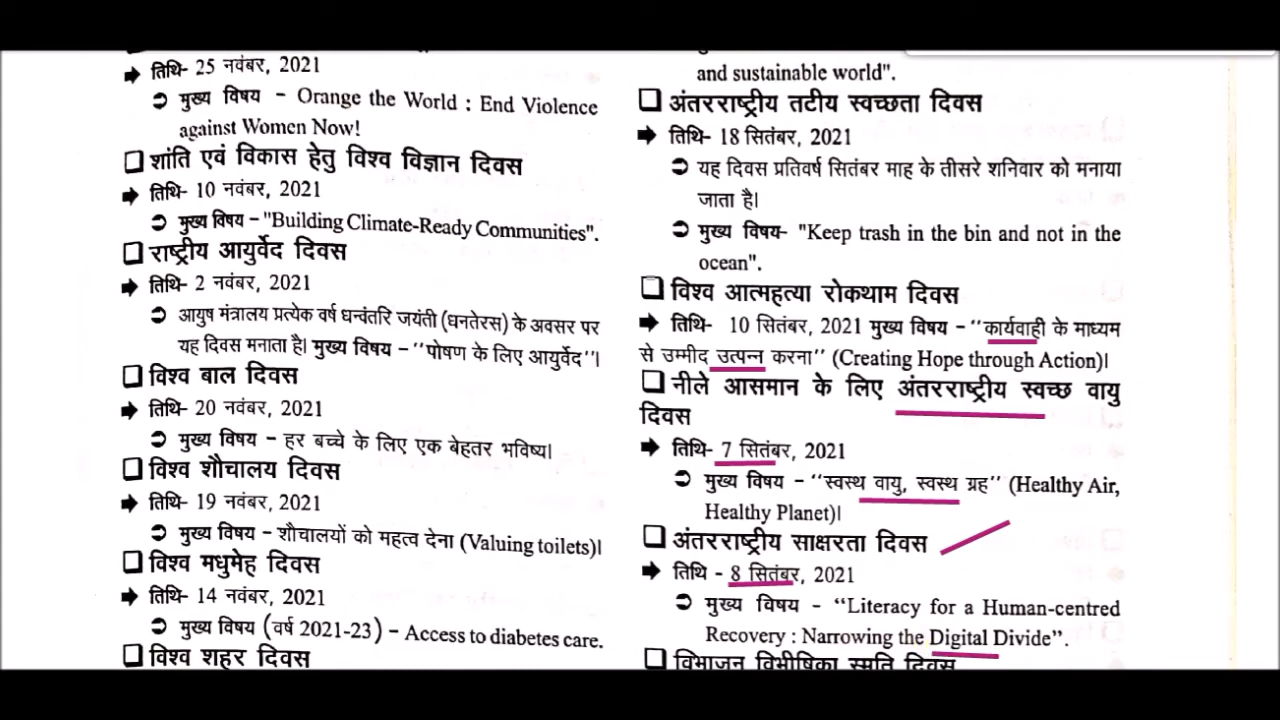 तिथि- 25 नवंबर, 2021
मुख्य विषय - Orange the World : End Violence
against Women Now!
शांति एवं विकास हेतु विश्व विज्ञान दिवस
तिथि- 10 नवंबर, 2021
मुख्य विषय - "Building Climate-Ready Communities".
राष्ट्रीय आयुर्वेद दिवस
तिथि- 2 नवंबर, 2021
आयुष मंत्रालय प्रत्येक वर्ष धन्वंतरि जयंती (धनतेरस) के अवसर पर
यह दिवस मनाता है। मुख्य विषय - "पोषण के लिए आयुर्वेद"।
विश्व बाल दिवस
तिथि- 20 नवंबर, 2021
मुख्य विषय - हर बच्चे के लिए एक बेहतर भविष्य।
विश्व शौचालय दिवस
तिथि- 19 नवंबर, 2021
मुख्य विषय - शौचालयों को महत्व देना (Valuing toilets)।
विश्व मधुमेह दिवस
तिथि- 14 नवंबर, 2021
मुख्य विषय (वर्ष 2021-23) - Access to diabetes care.
विश्व शहर दिवस
and sustainable world".
अंतरराष्ट्रीय तटीय स्वच्छता दिवस
तिथि- 18 सितंबर, 2021
यह दिवस प्रतिवर्ष सितंबर माह के तीसरे शनिवार को मनाया
जाता है।
मुख्य विषय- "Keep trash in the bin and not in the
ocean".
विश्व आत्महत्या रोकथाम दिवस
तिथि- 10 सितंबर, 2021 मुख्य विषय - "कार्यवाही के माध्यम
से उम्मीद उत्पन्न करना" (Creating Hope through Action)।
नीले आसमान के लिए अंतरराष्ट्रीय स्वच्छ वायु
दिवस
तिथि- 7 सितंबर, 2021
मुख्य विषय - "स्वस्थ वायु, स्वस्थ ग्रह" (Healthy Air,
Healthy Planet)।
अंतरराष्ट्रीय साक्षरता दिवस
तिथि - 8 सितंबर, 2021
मुख्य विषय - "Literacy for a Human-centred
Recovery : Narrowing the Digital Divide".
विभाजन विभीषिका स्मृति दिवस